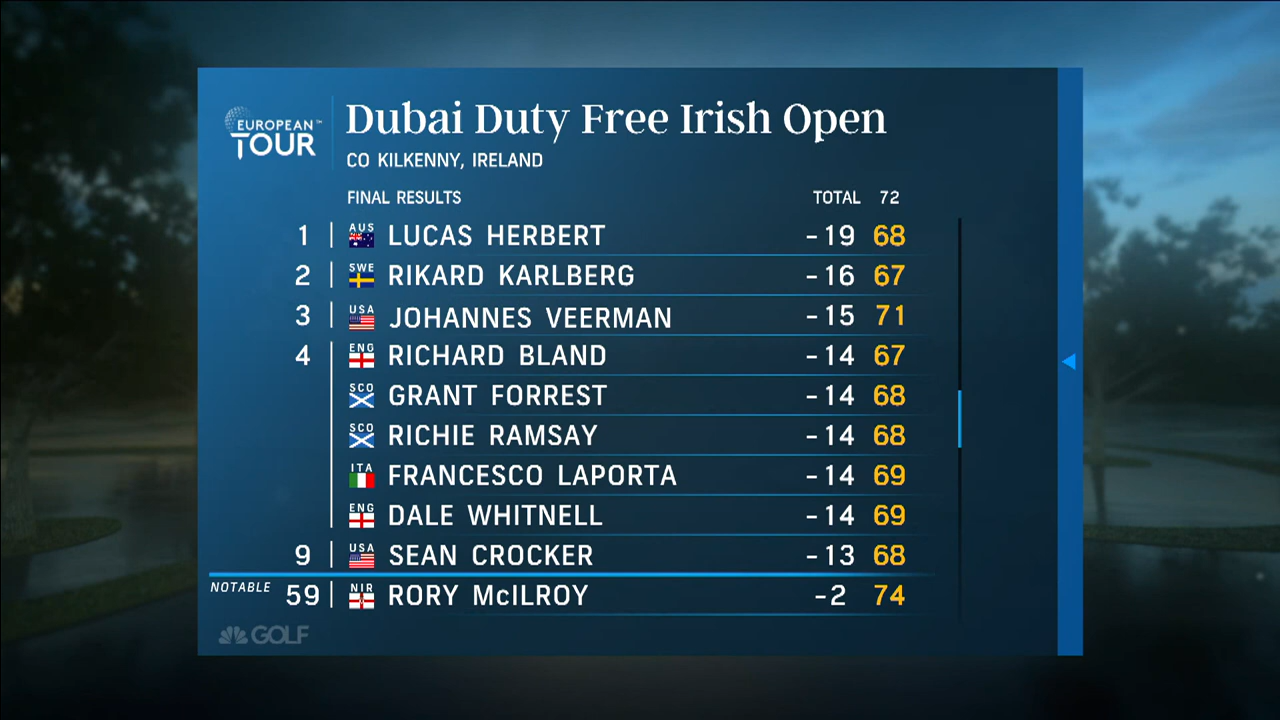 EUROPEAN™
TOUR
Dubai Duty Free Irish Open
CO KILKENNY, IRELAND
FINAL RESULTS TOTAL 72
1 AUS LUCAS HERBERT -19 68
2 SWE RIKARD KARLBERG -16 67
3 USA JOHANNES VEERMAN -15 71
4 ENG RICHARD BLAND -14 67
SCO GRANT FORREST -14 68
SCO RICHIE RAMSAY -14 68
ITA FRANCESCO LAPORTA -14 69
ENG DALE WHITNELL -14 69
9 USA SEAN CROCKER -13 68
NOTABLE 59 NIR RORY McILROY -2 74
GOLF